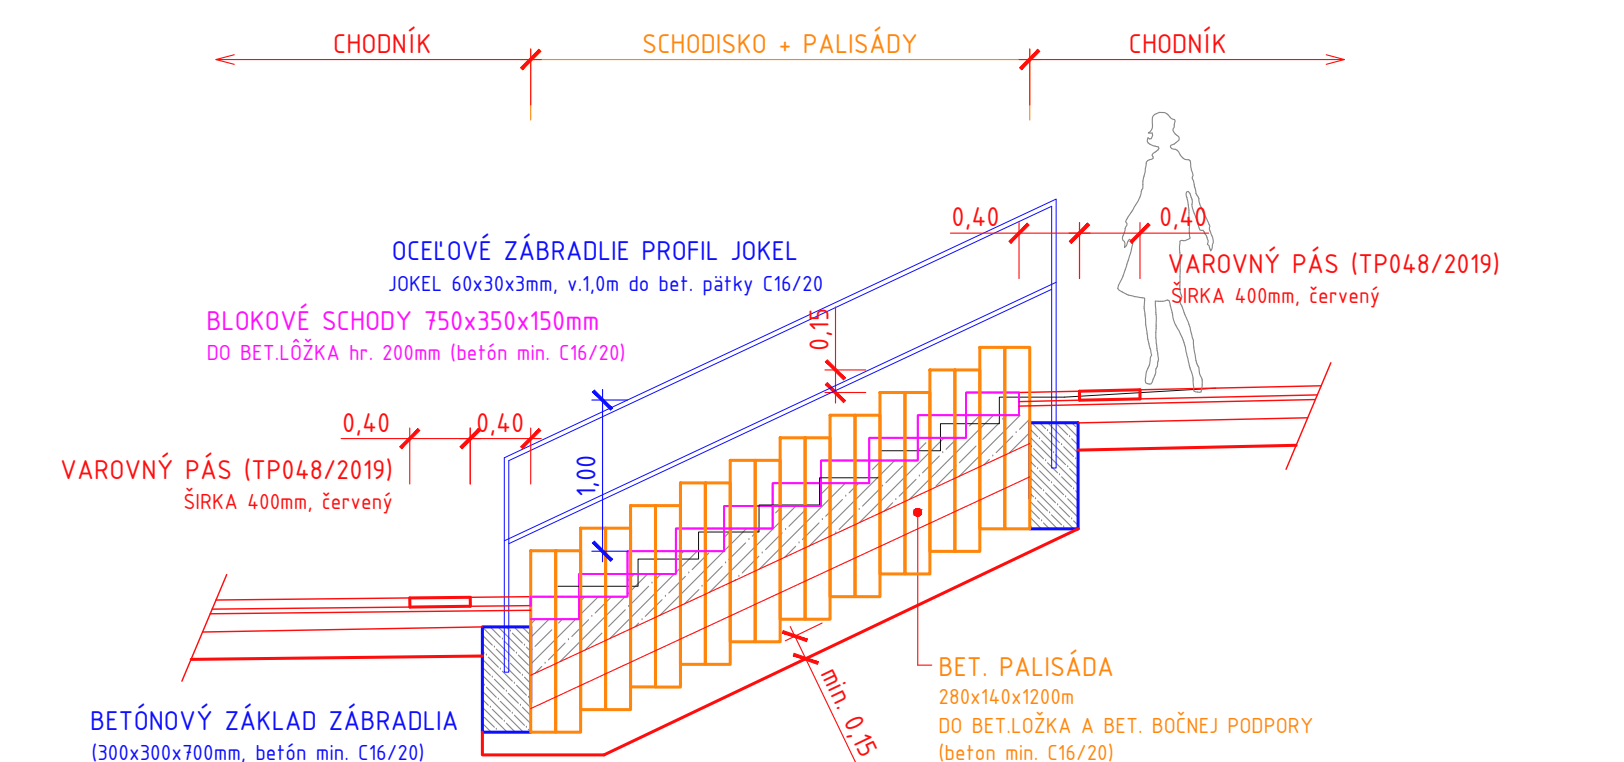 CHODNÍK
SCHODISKO + PALISÁDY
CHODNÍK
0,40
0,40
OCEĽOVÉ ZÁBRADLIE PROFIL JOKEL
JOKEL 60x30x3mm, v.1,0m do bet. pätky C16/20
VAROVNÝ PÁS (TP048/2019)
ŠIRKA 400mm, červený
BLOKOVÉ SCHODY 750x350x150mm
DO BET.LÔŽKA hr. 200mm (betón min. C16/20)
0,15
0,40
0,40
VAROVNÝ PÁS (TP048/2019)
ŠIRKA 400mm, červený
1,00
min. 0,15
BET. PALISÁDA
280x140x1200m
DO BET.LOŽKA A BET. BOČNEJ PODPORY
(beton min. C16/20)
BETÓNOVÝ ZÁKLAD ZÁBRADLIA
(300x300x700mm, betón min. C16/20)